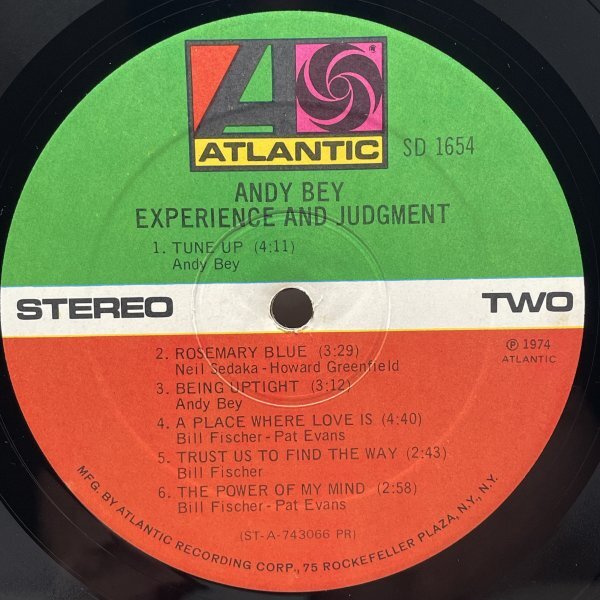 ATLANTIC
SD 1654
ANDY BEY
EXPERIENCE AND JUDGMENT
1. TUNE UP (4:11)
Andy Bey
STEREO
TWO
2. ROSEMARY BLUE (3:29)
Neil Sedaka - Howard Greenfield
℗ 1974
ATLANTIC
3. BEING UPTIGHT (3:12)
Andy Bey
4. A PLACE WHERE LOVE IS (4:40)
Bill Fischer - Pat Evans
5. TRUST US TO FIND THE WAY (2:43)
Bill Fischer
6. THE POWER OF MY MIND (2:58)
Bill Fischer - Pat Evans
(ST-A-743066 PR)
MFG. BY ATLANTIC RECORDING CORP., 75 ROCKEFELLER PLAZA, N.Y., N.Y.